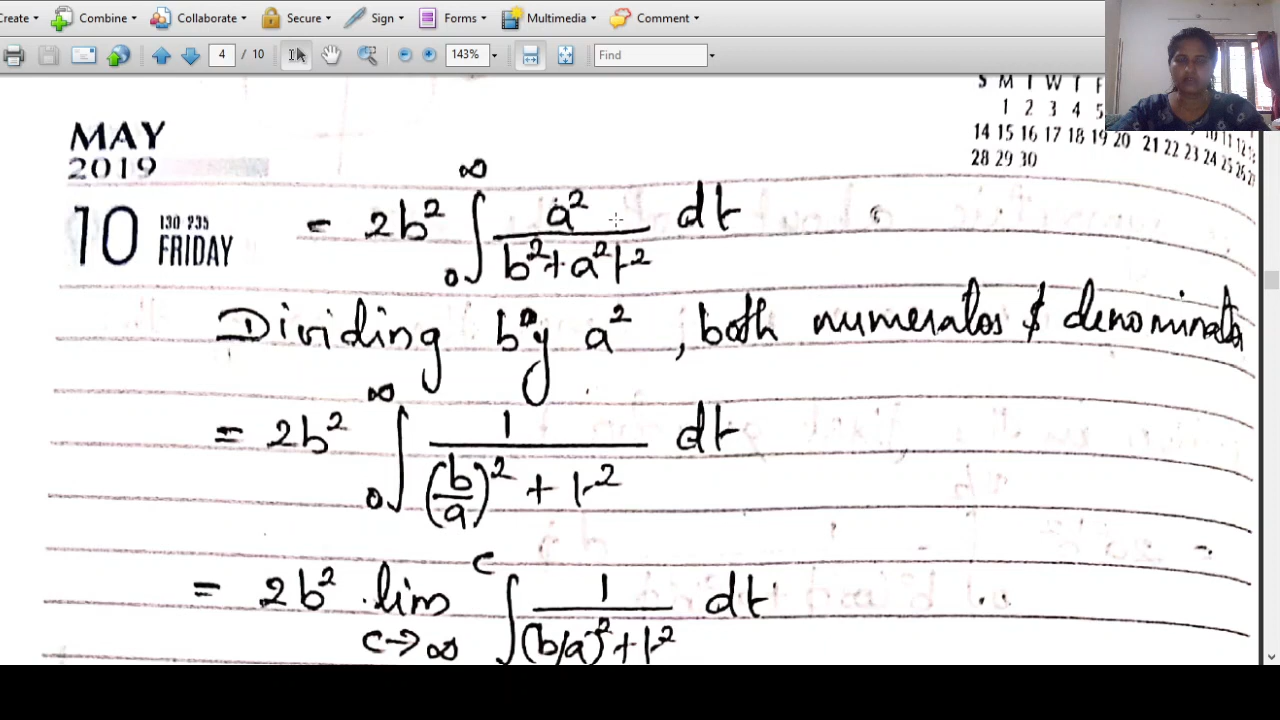 Create Combine Collaborate Secure Sign Forms Multimedia Comment
4 / 10 143% Find
S M T W T F
1 2 3 4 5
14 15 16 17 18 19 20 21 22 23 24 25 26
28 29 30
MAY
2019
10 130 235
FRIDAY
= 2b² ∫₀^∞ a²/(b²+a²t²) dt
Dividing by a², both numerator & denominator
= 2b² ∫₀^∞ 1/((b/a)² + t²) dt
= 2b² . lim c→∞ ∫^c 1/((b/a)²+t²) dt